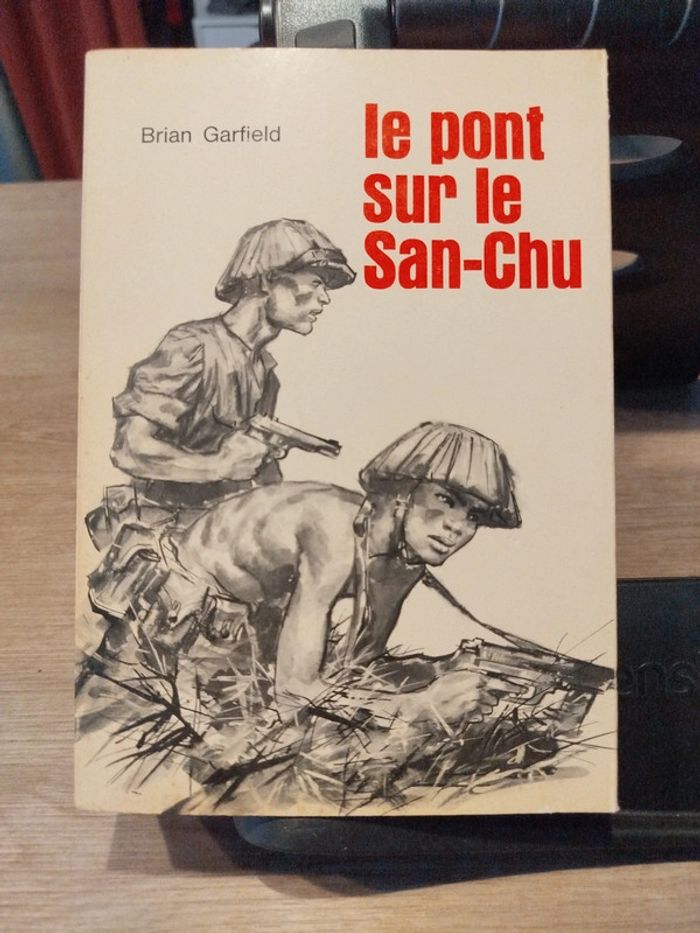 Brian Garfield
le pont
sur le
San-Chu